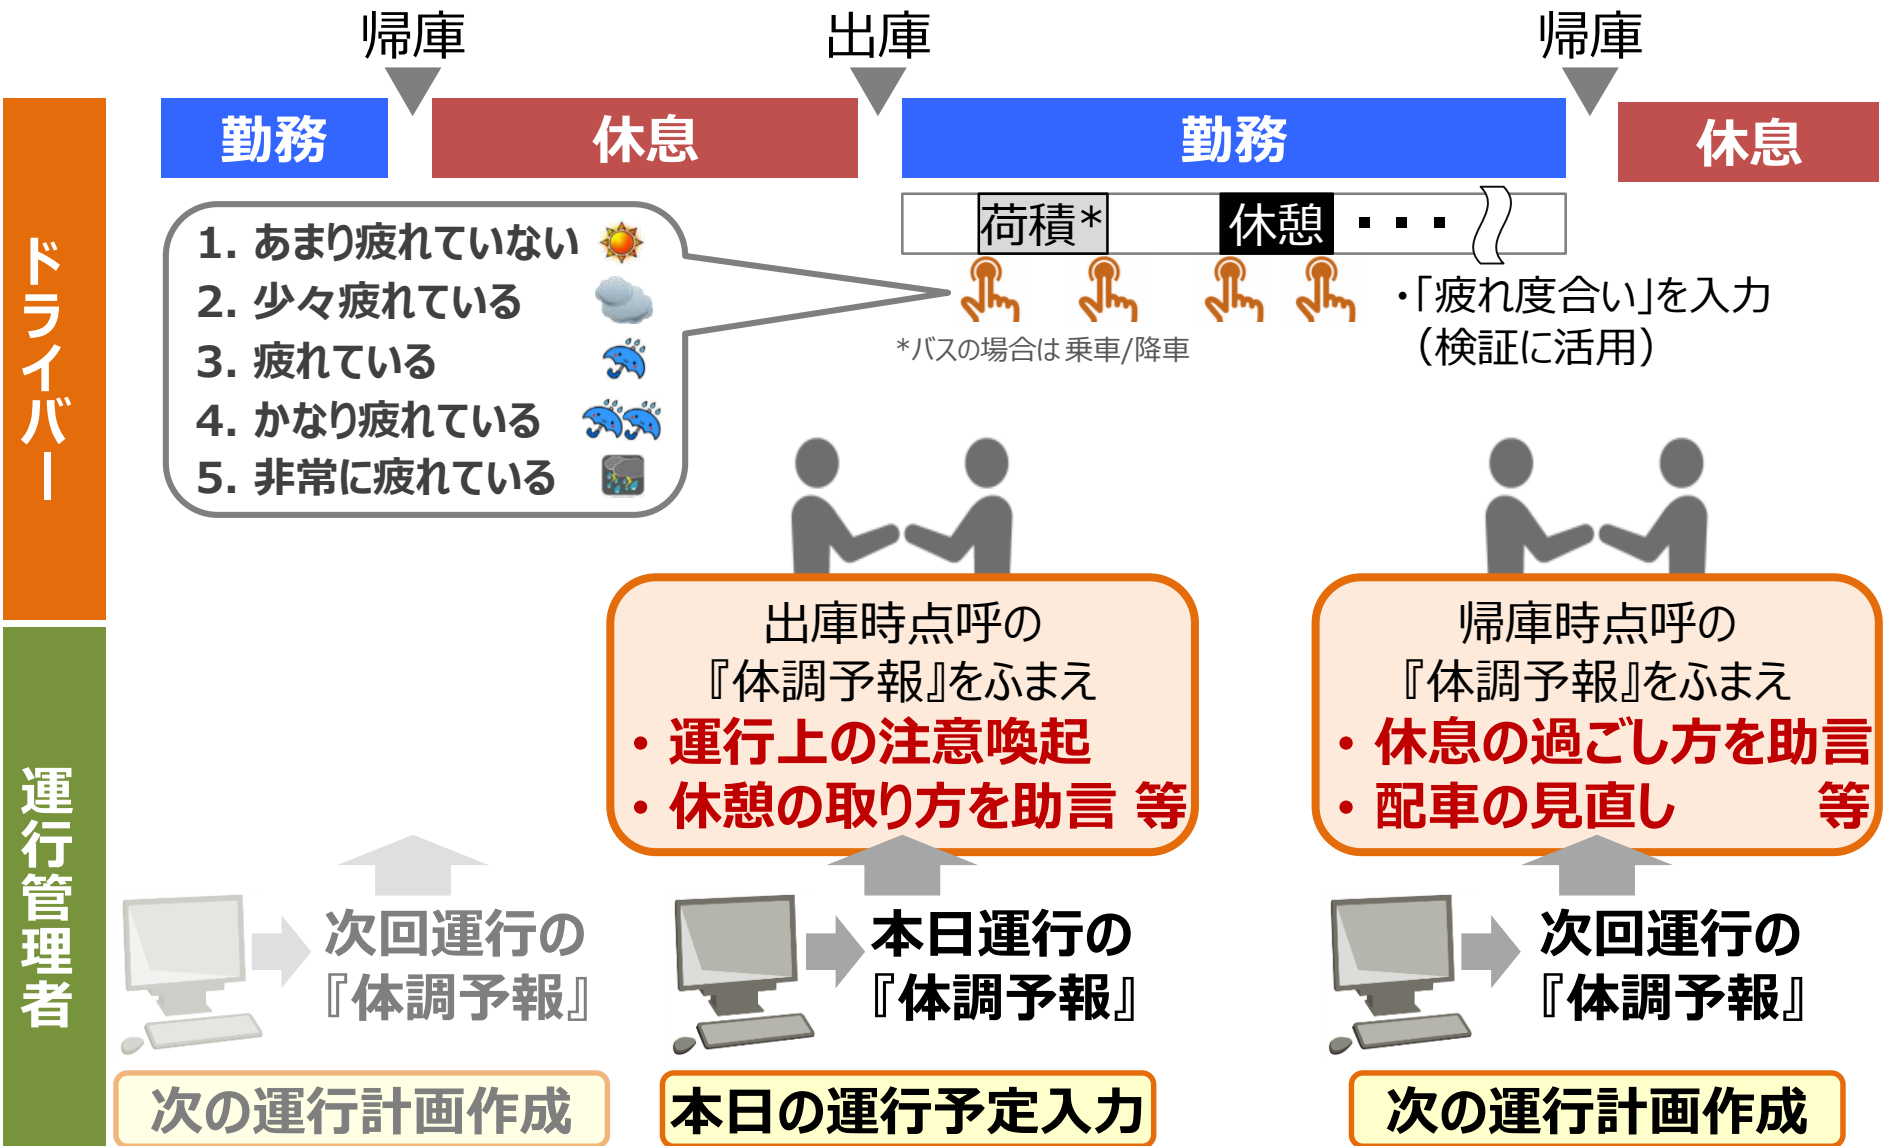 帰庫
出庫
帰庫
ドライバー
勤務
休息
勤務
休息
荷積*
休憩
・・・
1. あまり疲れていない
2. 少々疲れている
3. 疲れている
4. かなり疲れている
5. 非常に疲れている
*バスの場合は 乗車/降車
・「疲れ度合い」を入力
（検証に活用）
出庫時点呼の
『体調予報』をふまえ
・運行上の注意喚起
・休憩の取り方を助言 等
帰庫時点呼の
『体調予報』をふまえ
・休息の過ごし方を助言
・配車の見直し 等
運行管理者
次回運行の
『体調予報』
次の運行計画作成
本日運行の
『体調予報』
本日の運行予定入力
次回運行の
『体調予報』
次の運行計画作成